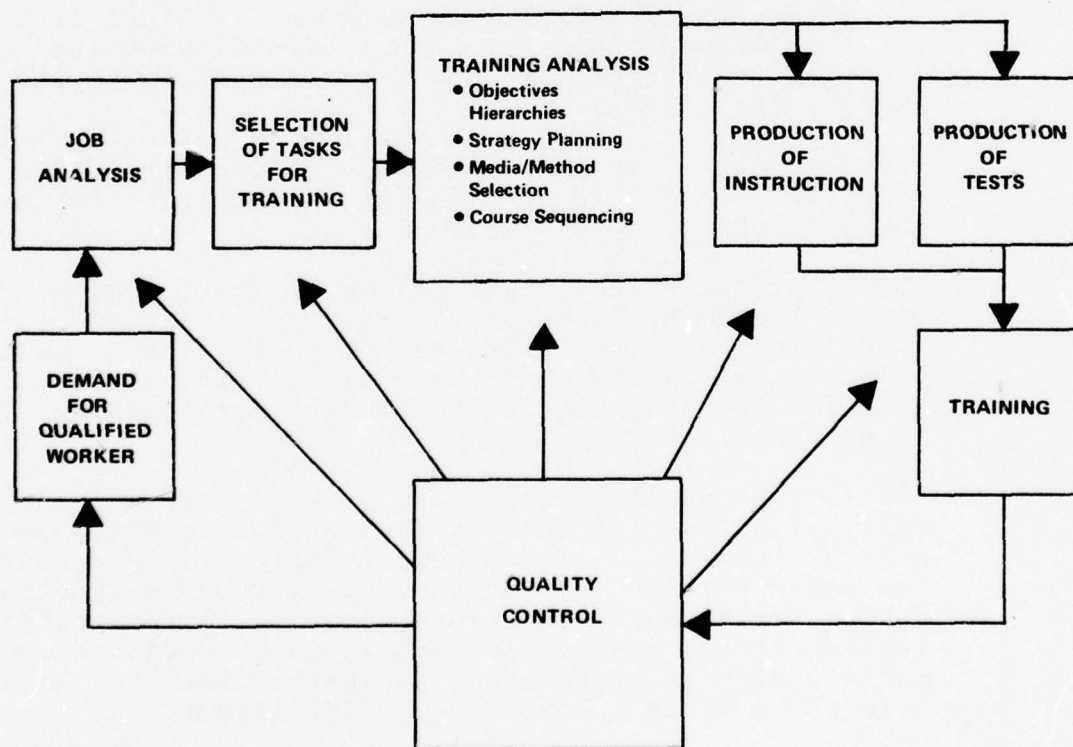 JOB
ANALYSIS
SELECTION
OF TASKS
FOR
TRAINING
TRAINING ANALYSIS
• Objectives
Hierarchies
• Strategy Planning
• Media/Method
Selection
• Course Sequencing
PRODUCTION
OF
INSTRUCTION
PRODUCTION
OF
TESTS
DEMAND
FOR
QUALIFIED
WORKER
TRAINING
QUALITY
CONTROL